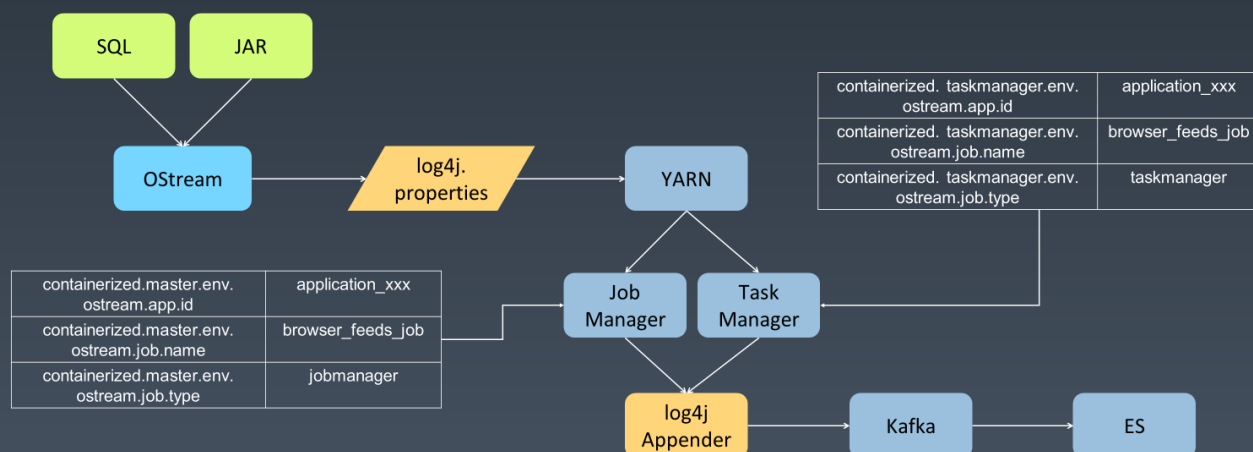 SQL
JAR
OStream
log4j.
properties
YARN
containerized. taskmanager.env.
ostream.app.id
application_xxx
containerized. taskmanager.env.
ostream.job.name
browser_feeds_job
containerized. taskmanager.env.
ostream.job.type
taskmanager
containerized.master.env.
ostream.app.id
application_xxx
containerized.master.env.
ostream.job.name
browser_feeds_job
containerized.master.env.
ostream.job.type
jobmanager
Job
Manager
Task
Manager
log4j
Appender
Kafka
ES